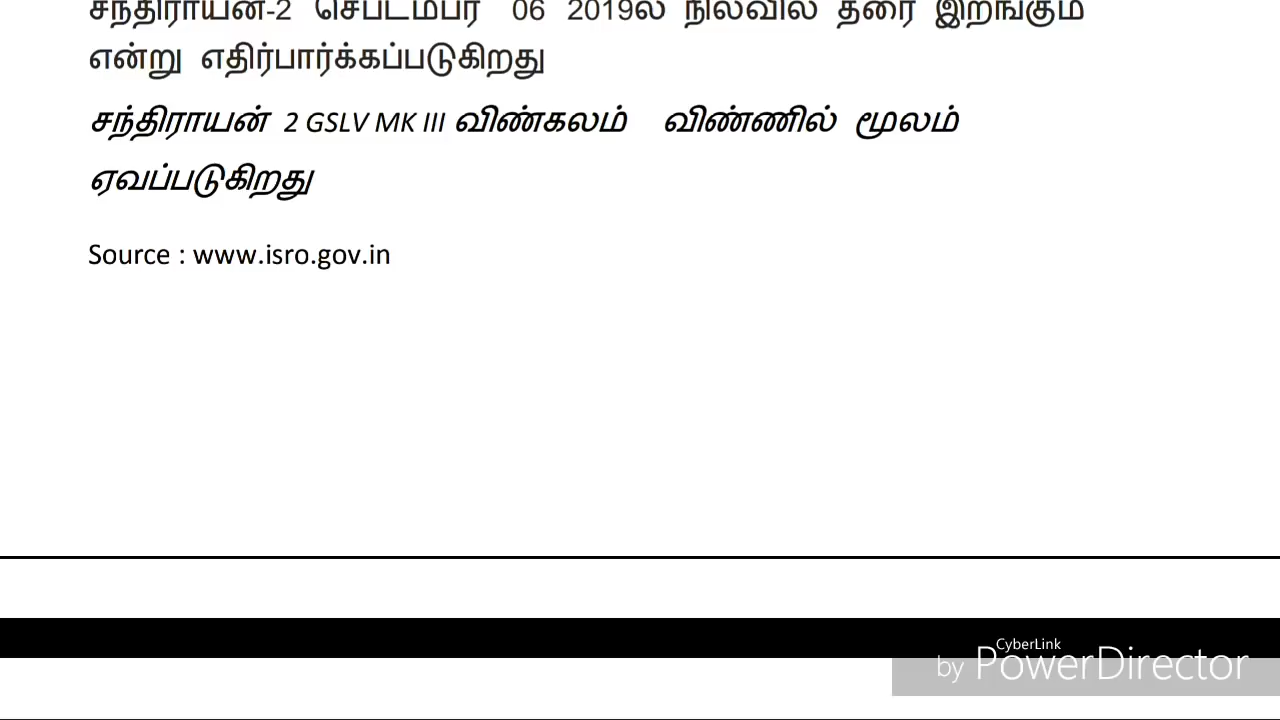 சந்திராயன்-2 செப்டம்பர் 06 2019ல் நிலவில் தரை இறங்கும்
என்று எதிர்பார்க்கப்படுகிறது
சந்திராயன் 2 GSLV MK III விண்கலம் விண்ணில் மூலம்
ஏவப்படுகிறது
Source : www.isro.gov.in
CyberLink
by PowerDirector